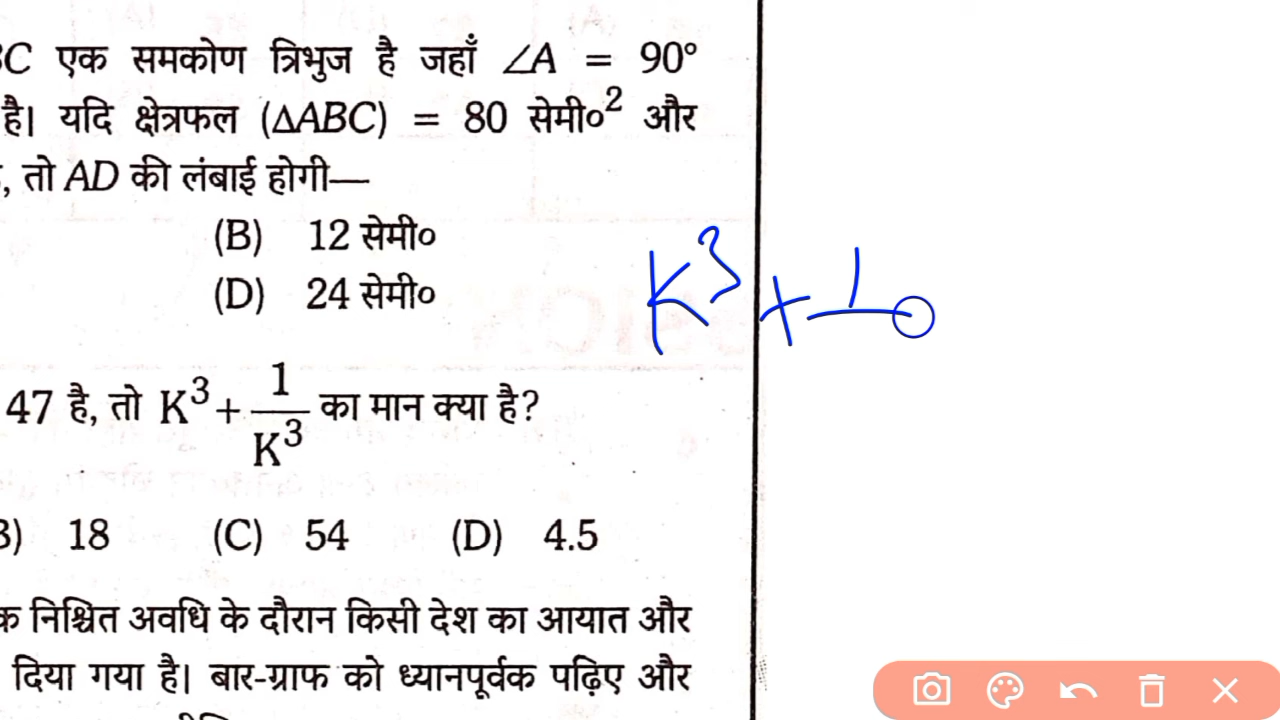 BC एक समकोण त्रिभुज है जहाँ ∠A = 90°
है। यदि क्षेत्रफल (ΔABC) = 80 सेमी०² और
, तो AD की लंबाई होगी—
(B) 12 सेमी०
(D) 24 सेमी०
K³ + 1
47 है, तो K³ + 1/K³ का मान क्या है?
B) 18 (C) 54 (D) 4.5
क निश्चित अवधि के दौरान किसी देश का आयात और
दिया गया है। बार-ग्राफ को ध्यानपूर्वक पढ़िए और